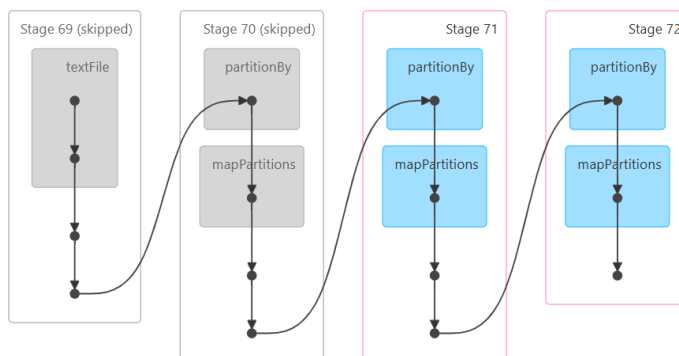 Stage 69 (skipped)
textFile
Stage 70 (skipped)
partitionBy
mapPartitions
Stage 71
partitionBy
mapPartitions
Stage 72
partitionBy
mapPartitions